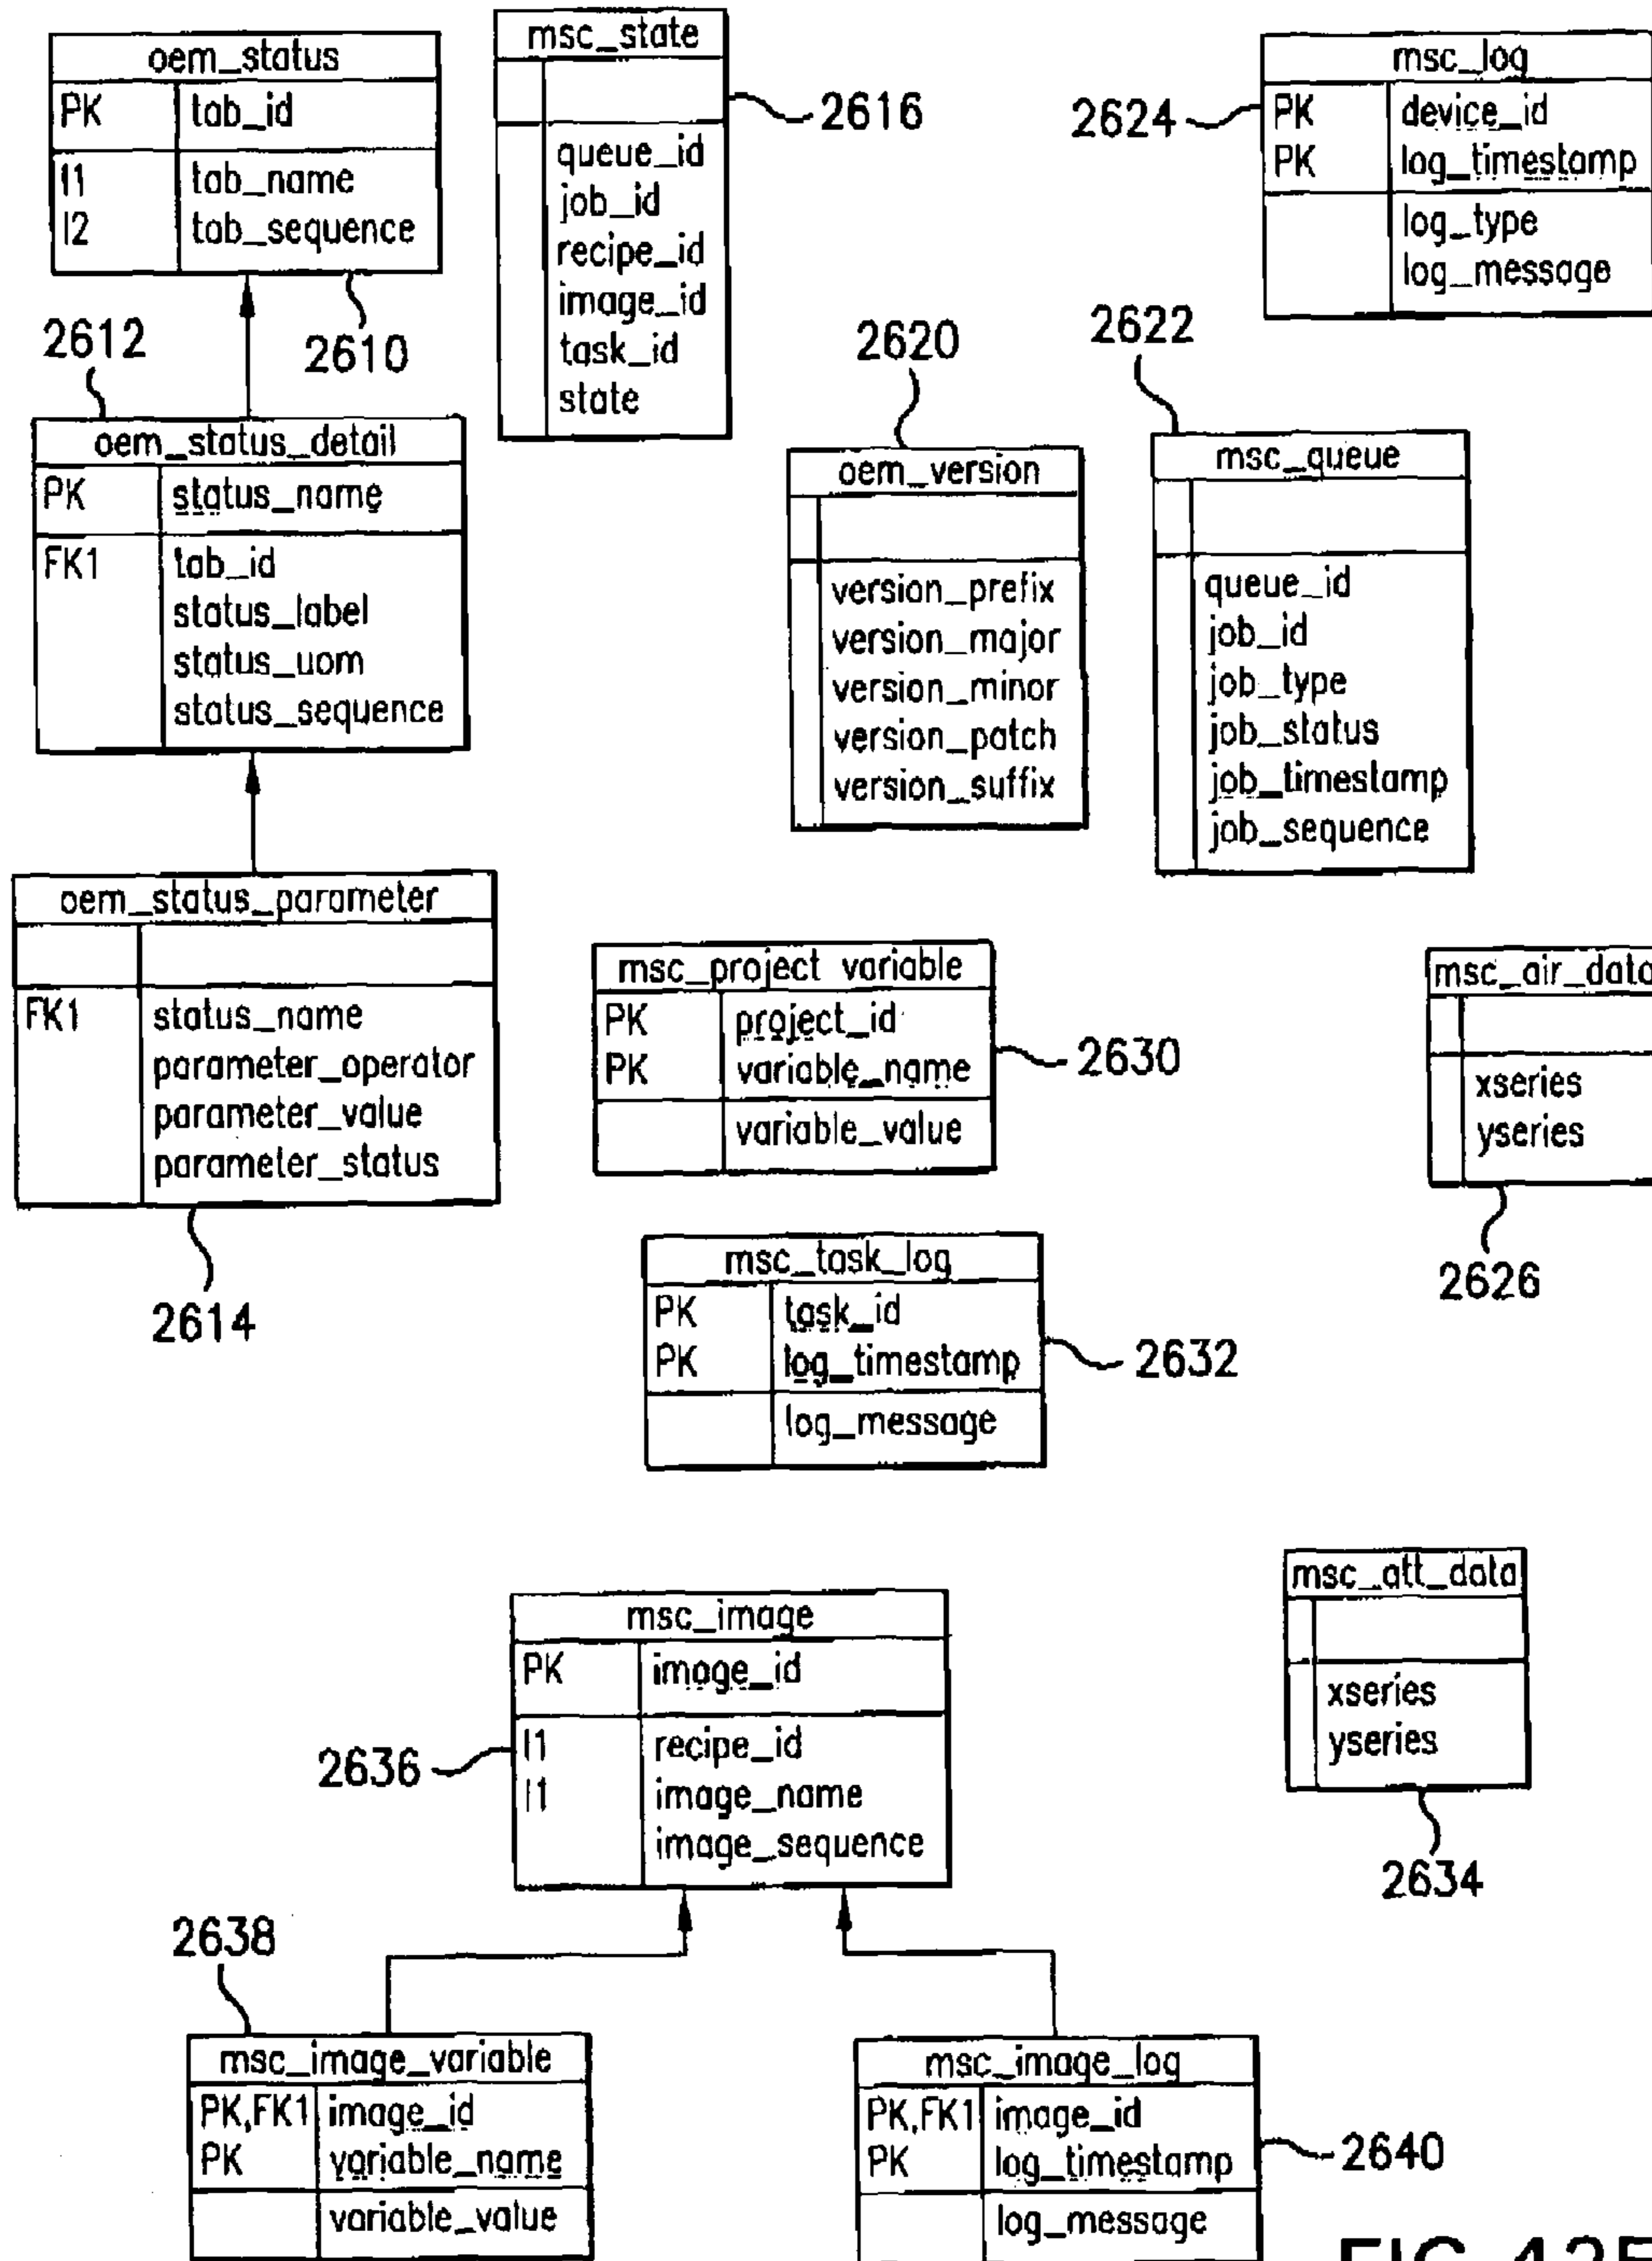 oem_status
PK tab_id
I1 tab_name
I2 tab_sequence
2610
msc_state
queue_id
job_id
recipe_id
image_id
task_id
state
2616
msc_log
PK device_id
PK log_timestamp
log_type
log_message
2624
2612
oem_status_detail
PK status_name
FK1 tab_id
status_label
status_uom
status_sequence
2620
oem_version
version_prefix
version_major
version_minor
version_patch
version_suffix
2622
msc_queue
queue_id
job_id
job_type
job_status
job_timestamp
job_sequence
oem_status_parameter
FK1 status_name
parameter_operator
parameter_value
parameter_status
2614
msc_project variable
PK project_id
PK variable_name
variable_value
2630
msc_air_data
xseries
yseries
2626
msc_task_log
PK task_id
PK log_timestamp
log_message
2632
msc_image
PK image_id
I1 recipe_id
I1 image_name
image_sequence
2636
msc_att_data
xseries
yseries
2634
2638
msc_image_variable
PK,FK1 image_id
PK variable_name
variable_value
msc_image_log
PK,FK1 image_id
PK log_timestamp
log_message
2640